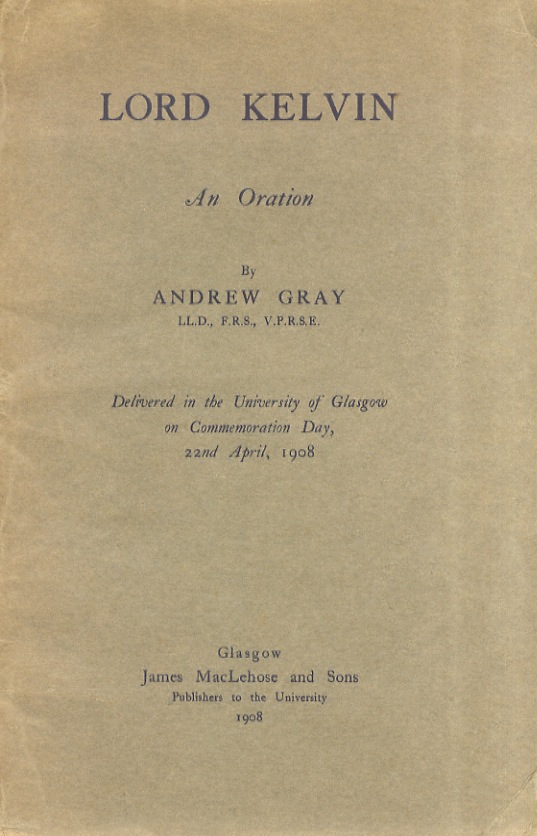 LORD KELVIN
An Oration
By
ANDREW GRAY
LL.D., F.R.S., V.P.R.S.E.
Delivered in the University of Glasgow
on Commemoration Day,
22nd April, 1908
Glasgow
James MacLehose and Sons
Publishers to the University
1908